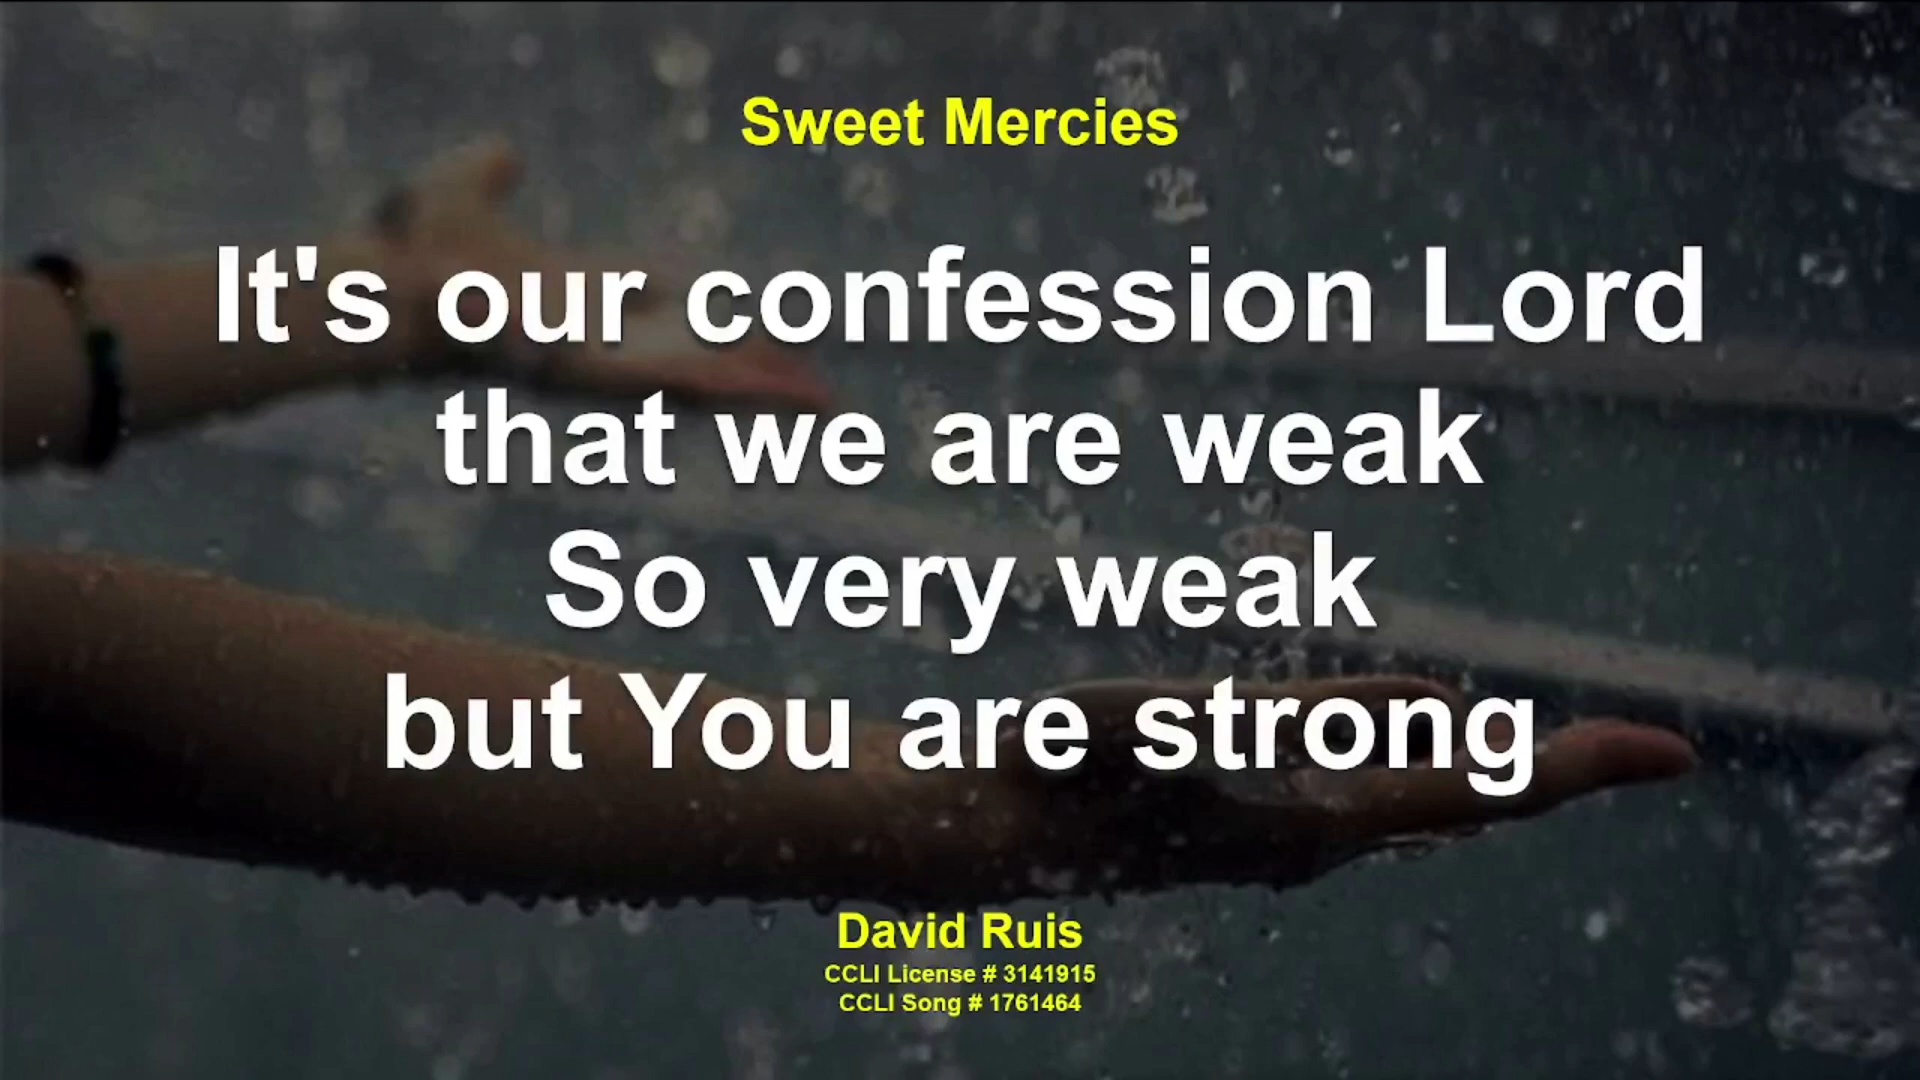 Sweet Mercies
It's our confession Lord
that we are weak
So very weak
but You are strong
David Ruis
CCLI License # 3141915
CCLI Song # 1761464